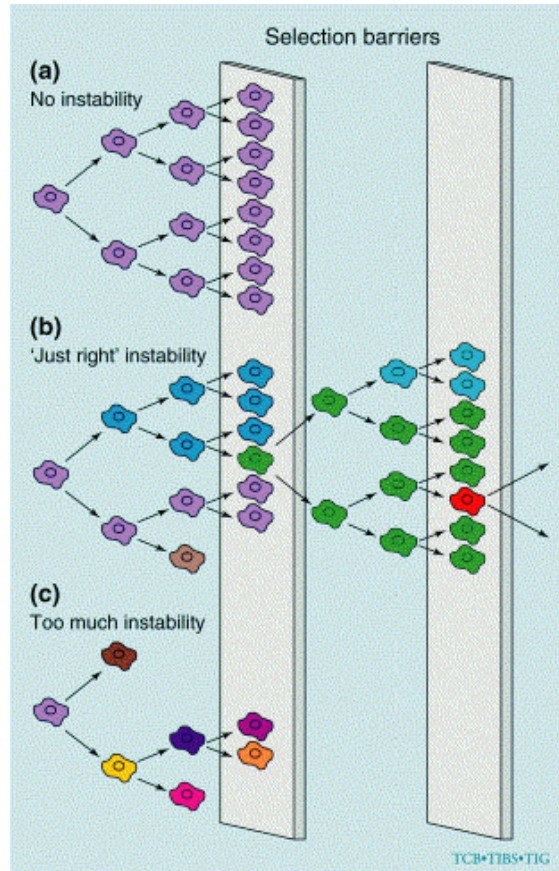 Selection barriers
(a)
No instability
(b)
'Just right' instability
(c)
Too much instability
TCB•TIBS•TIG